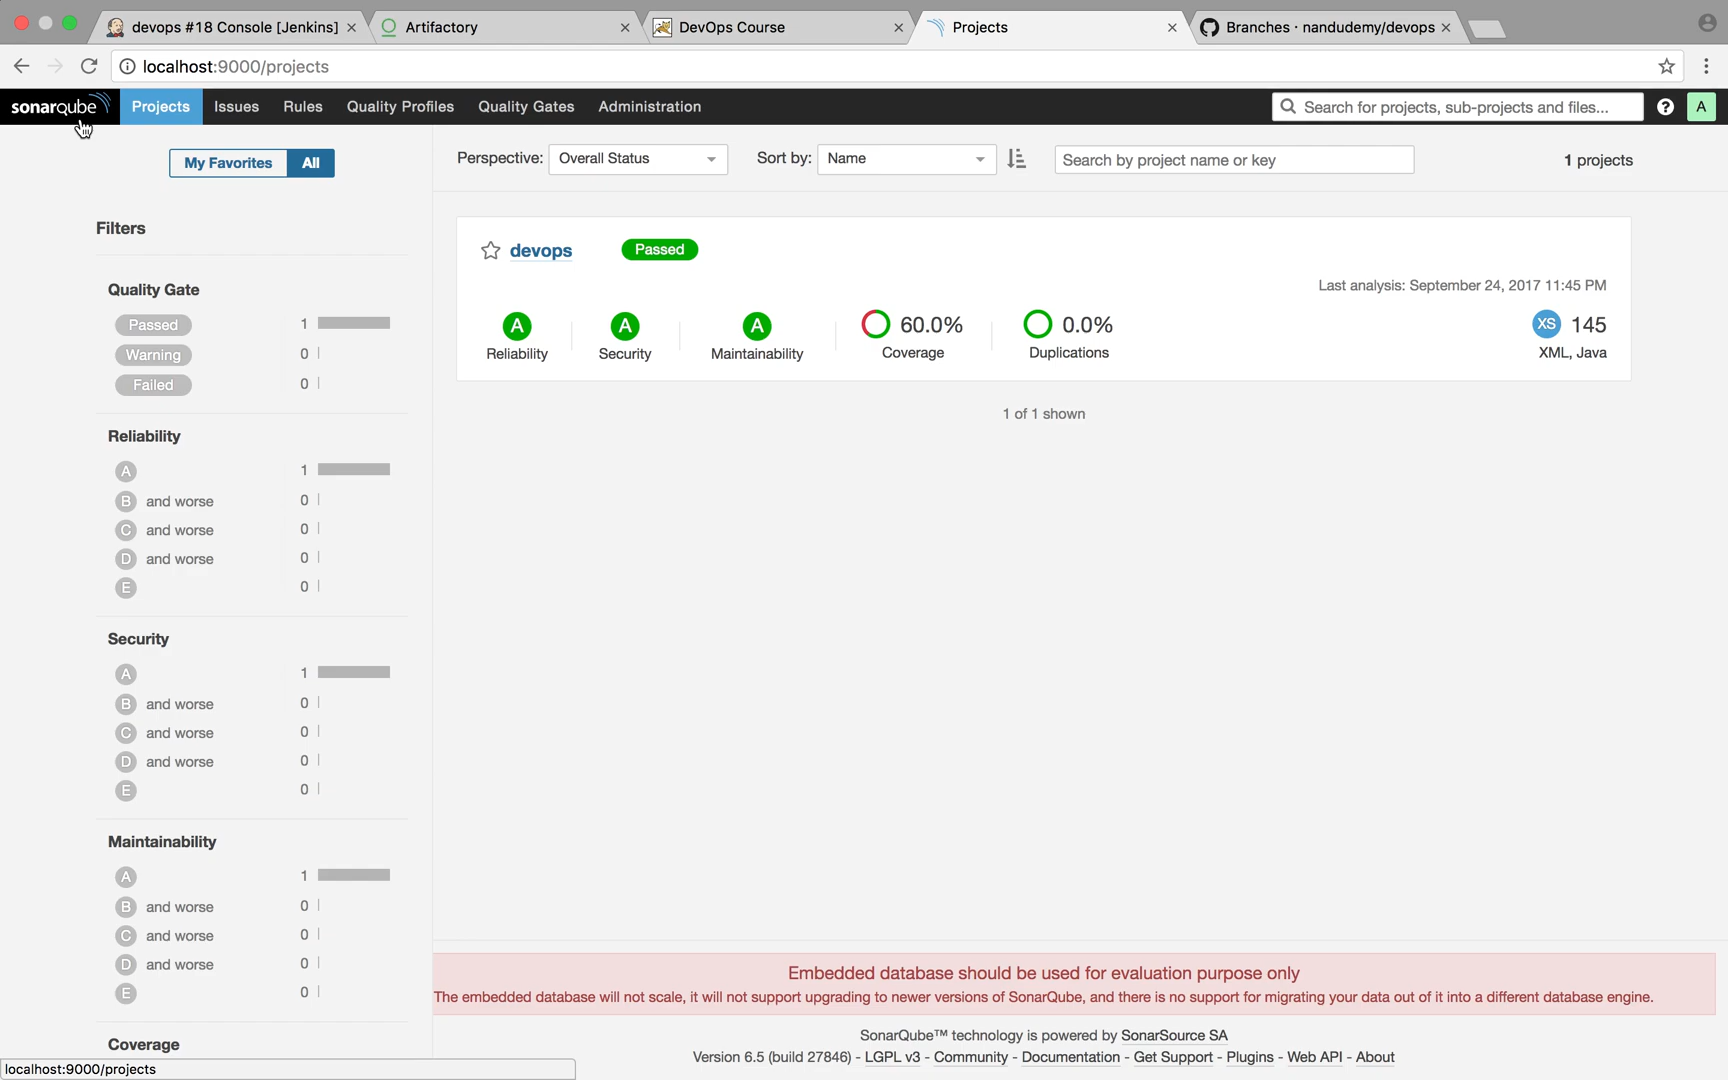 devops #18 Console [Jenkins]
Artifactory
DevOps Course
Projects
Branches · nandudemy/devops
localhost:9000/projects
sonarqube
Projects
Issues
Rules
Quality Profiles
Quality Gates
Administration
Search for projects, sub-projects and files...
?
A
My Favorites
All
Perspective:
Overall Status
Sort by:
Name
Search by project name or key
1 projects
Filters
Quality Gate
Passed 1
Warning 0
Failed 0
Reliability
A 1
B and worse 0
C and worse 0
D and worse 0
E 0
Security
A 1
B and worse 0
C and worse 0
D and worse 0
E 0
Maintainability
A 1
B and worse 0
C and worse 0
D and worse 0
E 0
Coverage
devops
Passed
Last analysis: September 24, 2017 11:45 PM
A
Reliability
A
Security
A
Maintainability
60.0%
Coverage
0.0%
Duplications
XS 145
XML, Java
1 of 1 shown
Embedded database should be used for evaluation purpose only
The embedded database will not scale, it will not support upgrading to newer versions of SonarQube, and there is no support for migrating your data out of it into a different database engine.
SonarQube™ technology is powered by SonarSource SA
Version 6.5 (build 27846) - LGPL v3 - Community - Documentation - Get Support - Plugins - Web API - About
localhost:9000/projects